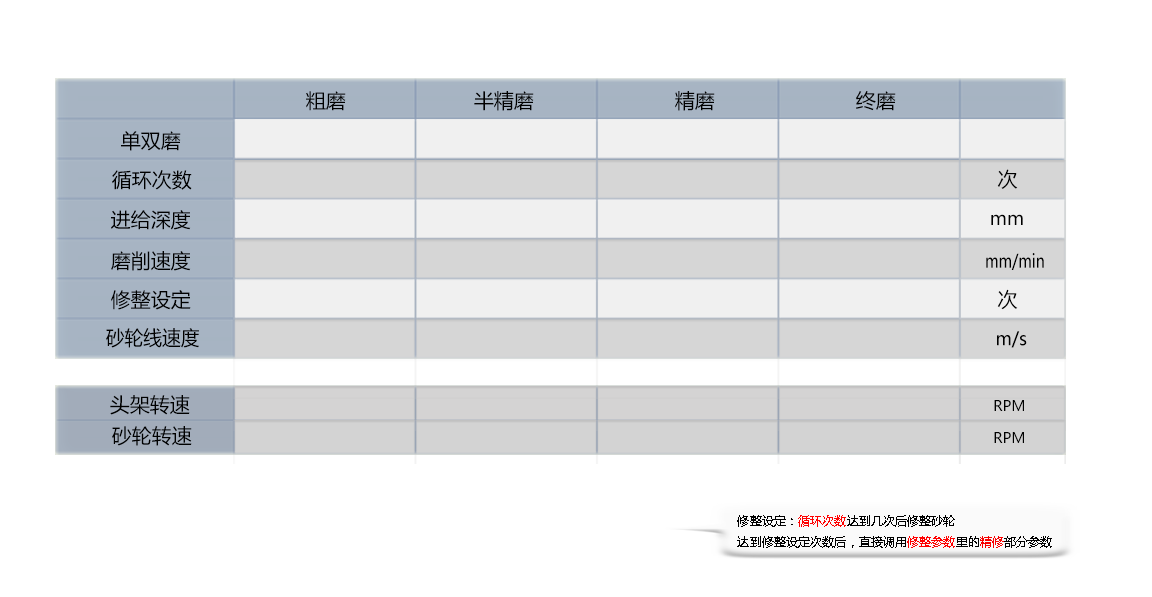 粗磨 半精磨 精磨 终磨
单双磨
循环次数 次
进给深度 mm
磨削速度 mm/min
修整设定 次
砂轮线速度 m/s
头架转速 RPM
砂轮转速 RPM
修整设定：循环次数达到几次后修整砂轮
达到修整设定次数后，直接调用修整参数里的精修部分参数